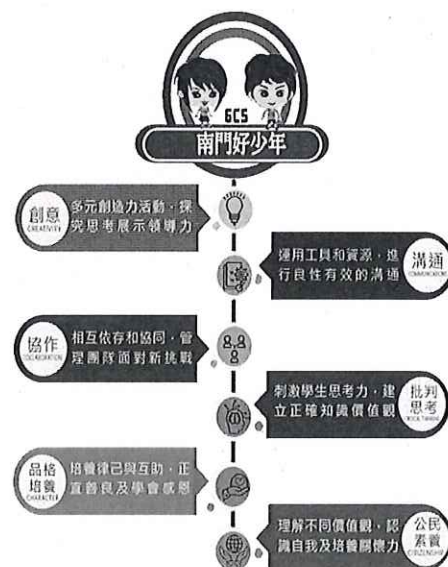 6C5
南門好少年
創意
CREATIVITY
多元創造力活動，探
究思考展示領導力
運用工具和資源，進
行良性有效的溝通
溝通
COMMUNICATIONS
協作
COLLABORATION
相互依存和協同，管
理團隊面對新挑戰
刺激學生思考力，建
立正確知識價值觀
批判
思考
品格
培養
CHARACTER
培養律己與互助，正
直善良及學會感恩
理解不同價值觀，認
識自我及培養關懷力
公民
素養
CITIZENSHIP